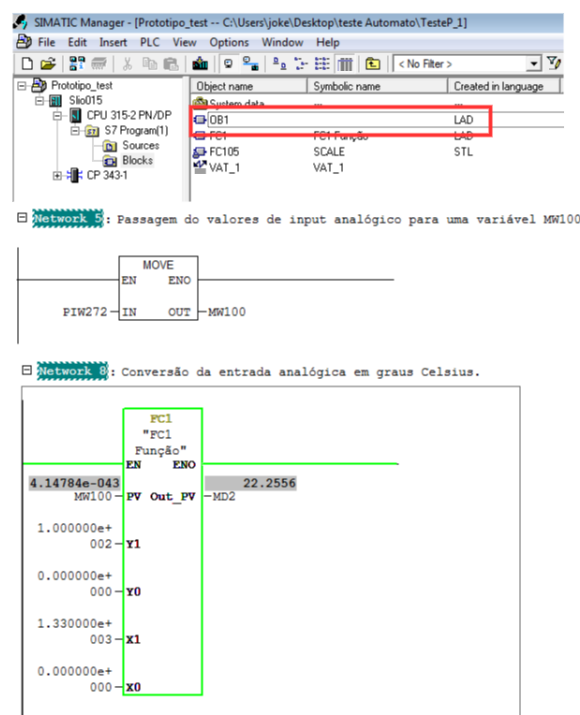 SIMATIC Manager - [Prototipo_test -- C:\Users\joke\Desktop\teste Automato\TesteP_1]
File Edit Insert PLC View Options Window Help
< No Filter >
Prototipo_test
Slio015
CPU 315-2 PN/DP
S7 Program(1)
Sources
Blocks
CP 343-1
Object name Symbolic name Created in language
System data ---
OB1 LAD
FC1 FC1 Função LAD
FC105 SCALE STL
VAT_1 VAT_1
Network 5: Passagem do valores de input analógico para uma variável MW100
MOVE
EN ENO
PIW272 IN OUT MW100
Network 8: Conversão da entrada analógica em graus Celsius.
FC1
"FC1
Função"
EN ENO
4.14784e-043 22.2556
MW100 PV Out_PV MD2
1.000000e+
002 Y1
0.000000e+
000 Y0
1.330000e+
003 X1
0.000000e+
000 X0